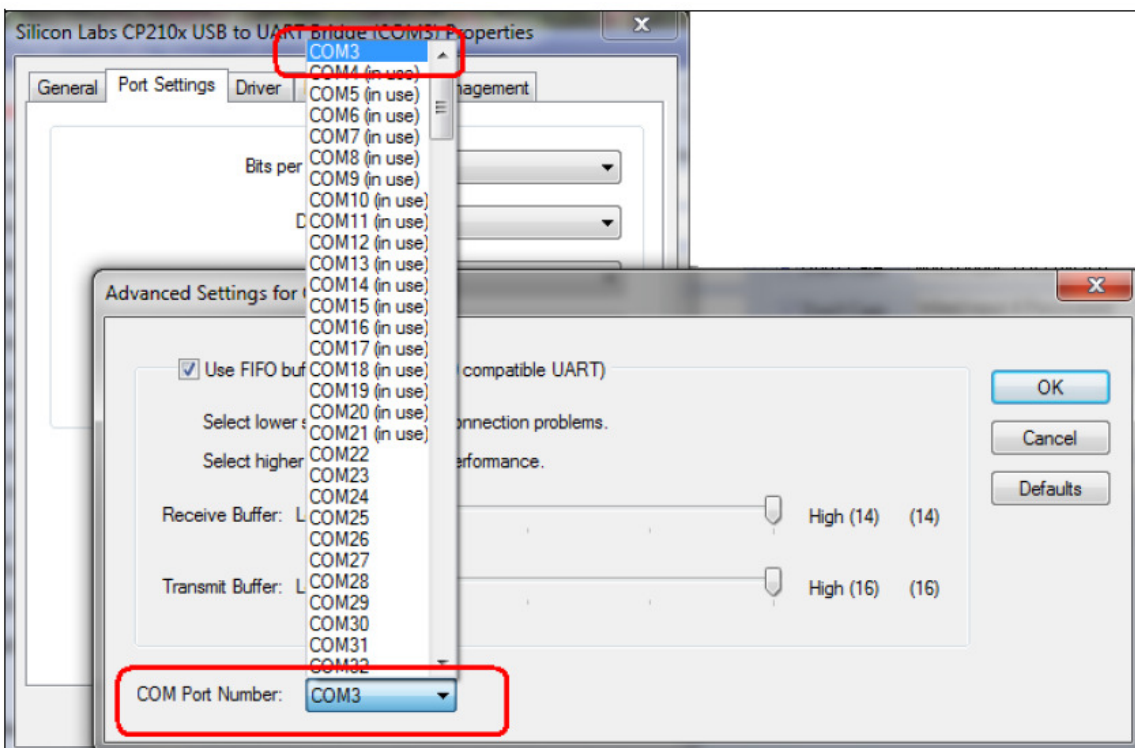 Silicon Labs CP210x USB to UART Bridge (COM3) Properties
General Port Settings Driver nagement
Bits per
D
COM3
COM4 (in use)
COM5 (in use)
COM6 (in use)
COM7 (in use)
COM8 (in use)
COM9 (in use)
COM10 (in use)
COM11 (in use)
COM12 (in use)
COM13 (in use)
COM14 (in use)
COM15 (in use)
COM16 (in use)
COM17 (in use)
COM18 (in use)
COM19 (in use)
COM20 (in use)
COM21 (in use)
COM22
COM23
COM24
COM25
COM26
COM27
COM28
COM29
COM30
COM31
COM32
Advanced Settings for
Use FIFO buf compatible UART)
Select lower s onnection problems.
Select higher erformance.
Receive Buffer: L High (14) (14)
Transmit Buffer: L High (16) (16)
COM Port Number: COM3
OK
Cancel
Defaults